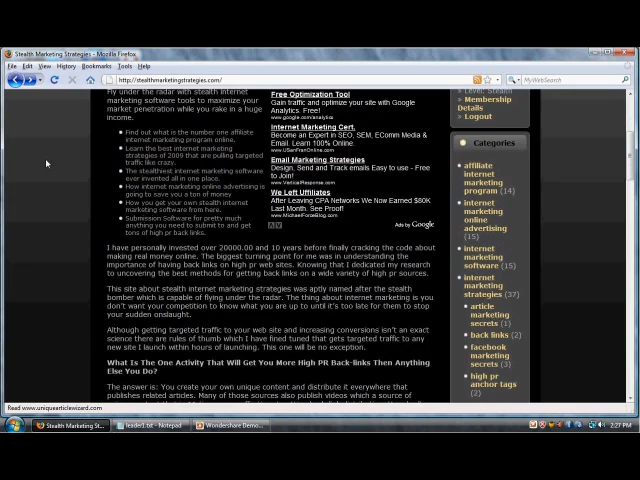 Stealth Marketing Strategies - Mozilla Firefox
File Edit View History Bookmarks Tools Help
http://stealthmarketingstrategies.com/
MyWebSearch
Fly under the radar with stealth internet
marketing software tools to maximize your
market penetration while you rake in a huge
income.
Find out what is the number one affiliate
internet marketing program online.
Learn the best internet marketing
strategies of 2009 that are pulling targeted
traffic like crazy.
The stealthiest internet marketing software
ever invented all in one place.
How internet marketing online advertising is
going to save you a ton of money
How you get your own stealth internet
marketing software from here.
Submission Software for pretty much
anything you need to submit to and get
tons of high pr back links.
Free Optimization Tool
Gain traffic and optimize your site with Google
Analytics. Free!
www.google.com/analytics
Internet Marketing Cert.
Become an Expert in SEO, SEM, EComm Media &
Email. Learn 100% Online.
www.USanFranOnline.com
Email Marketing Strategies
Design, Send and Track emails Easy to use - Free
to Join!
www.VerticalResponse.com
We Left Affiliates
After Leaving CPA Networks We Now Earned $80K
Last Month. See Proof!
www.MichaelForceBlog.com
Ads by Google
I have personally invested over 20000.00 and 10 years before finally cracking the code about
making real money online. The biggest turning point for me was in understanding the
importance of having back links on high pr web sites. Knowing that I dedicated my research
to uncovering the best methods for getting back links on a wide variety of high pr sources.
This site about stealth internet marketing strategies was aptly named after the stealth
bomber which is capable of flying under the radar. The thing about internet marketing is you
don't want your competition to know what you are up to until it's too late for them to stop
your sudden onslaught.
Although getting targeted traffic to your web site and increasing conversions isn't an exact
science there are rules of thumb which I have fined tuned that gets targeted traffic to any
new site I launch within hours of launching. This one will be no exception.
What Is The One Activity That Will Get You More High PR Back-links Then Anything
Else You Do?
The answer is: You create your own unique content and distribute it everywhere that
publishes related articles. Many of those sources also publish videos which a source of
Level: Stealth
Membership
Details
Logout
Categories
affiliate
internet
marketing
program (14)
internet
marketing
online
advertising
(15)
internet
marketing
software (15)
internet
marketing
strategies (37)
article
marketing
secrets (1)
back links (2)
facebook
marketing
secrets (3)
high pr
anchor tags
(2)
Read www.uniquearticlewizard.com
Stealth Marketing St...
leader1.txt - Notepad
Wondershare Demo...
2:27 PM